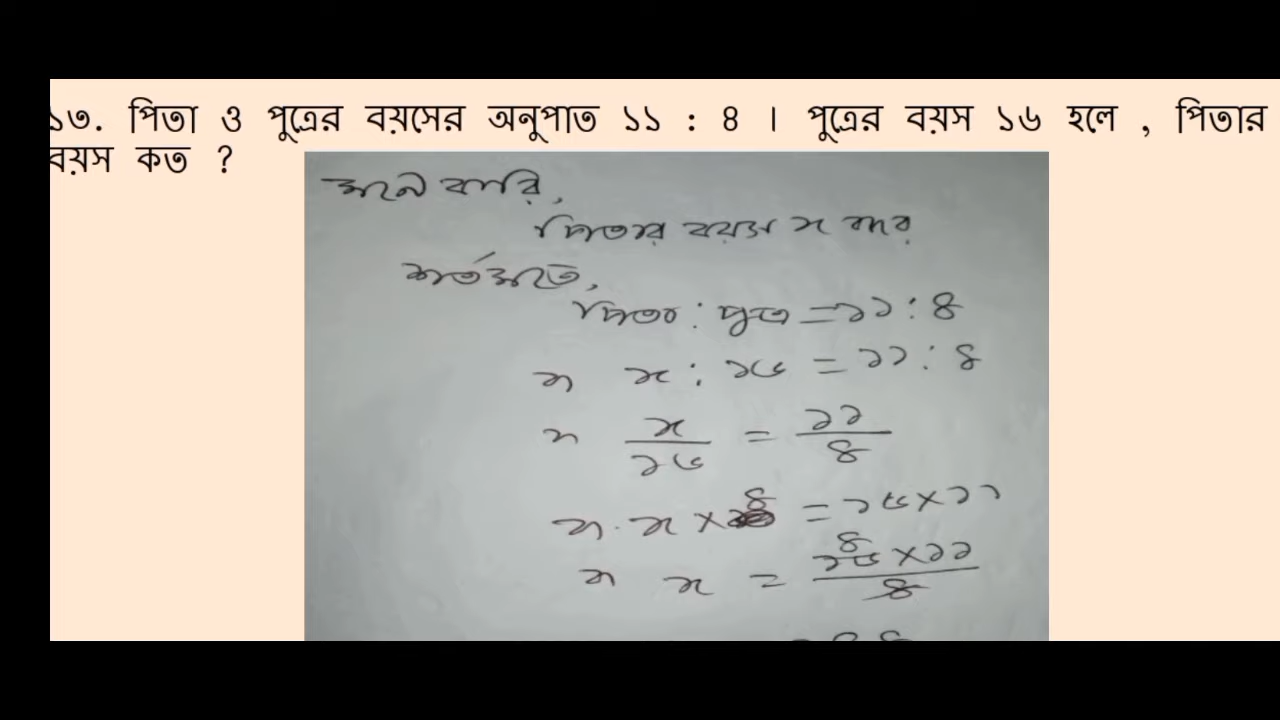 ১৩. পিতা ও পুত্রের বয়সের অনুপাত ১১ : ৪ । পুত্রের বয়স ১৬ হলে , পিতার
বয়স কত ?
মনে করি,
পিতার বয়স x বছর
শর্তমতে,
পিতা : পুত্র = ১১ : ৪
বা x : ১৬ = ১১ : ৪
বা x/১৬ = ১১/৪
বা. x × ৪ = ১৬ × ১১
বা x = ১৬ × ১১/৪
৪